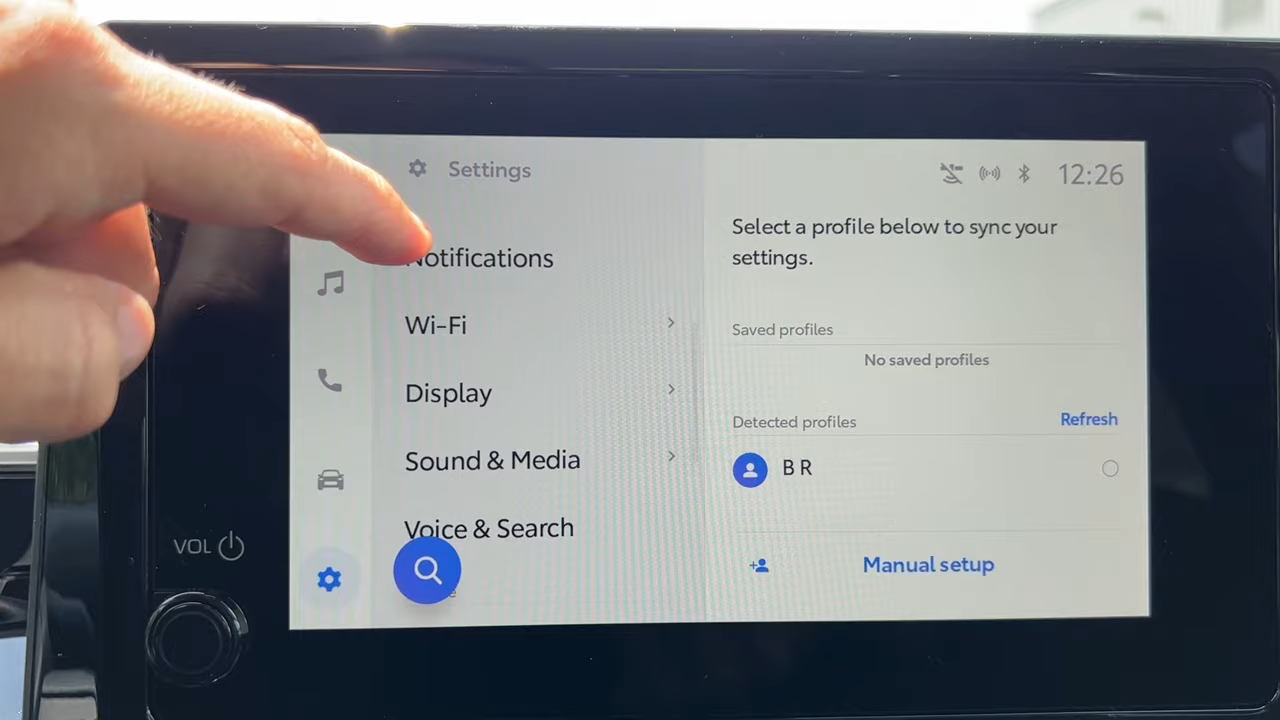 Settings
12:26
Notifications
Wi-Fi
Display
Sound & Media
Voice & Search
Select a profile below to sync your
settings.
Saved profiles
No saved profiles
Detected profiles
Refresh
B R
Manual setup
VOL